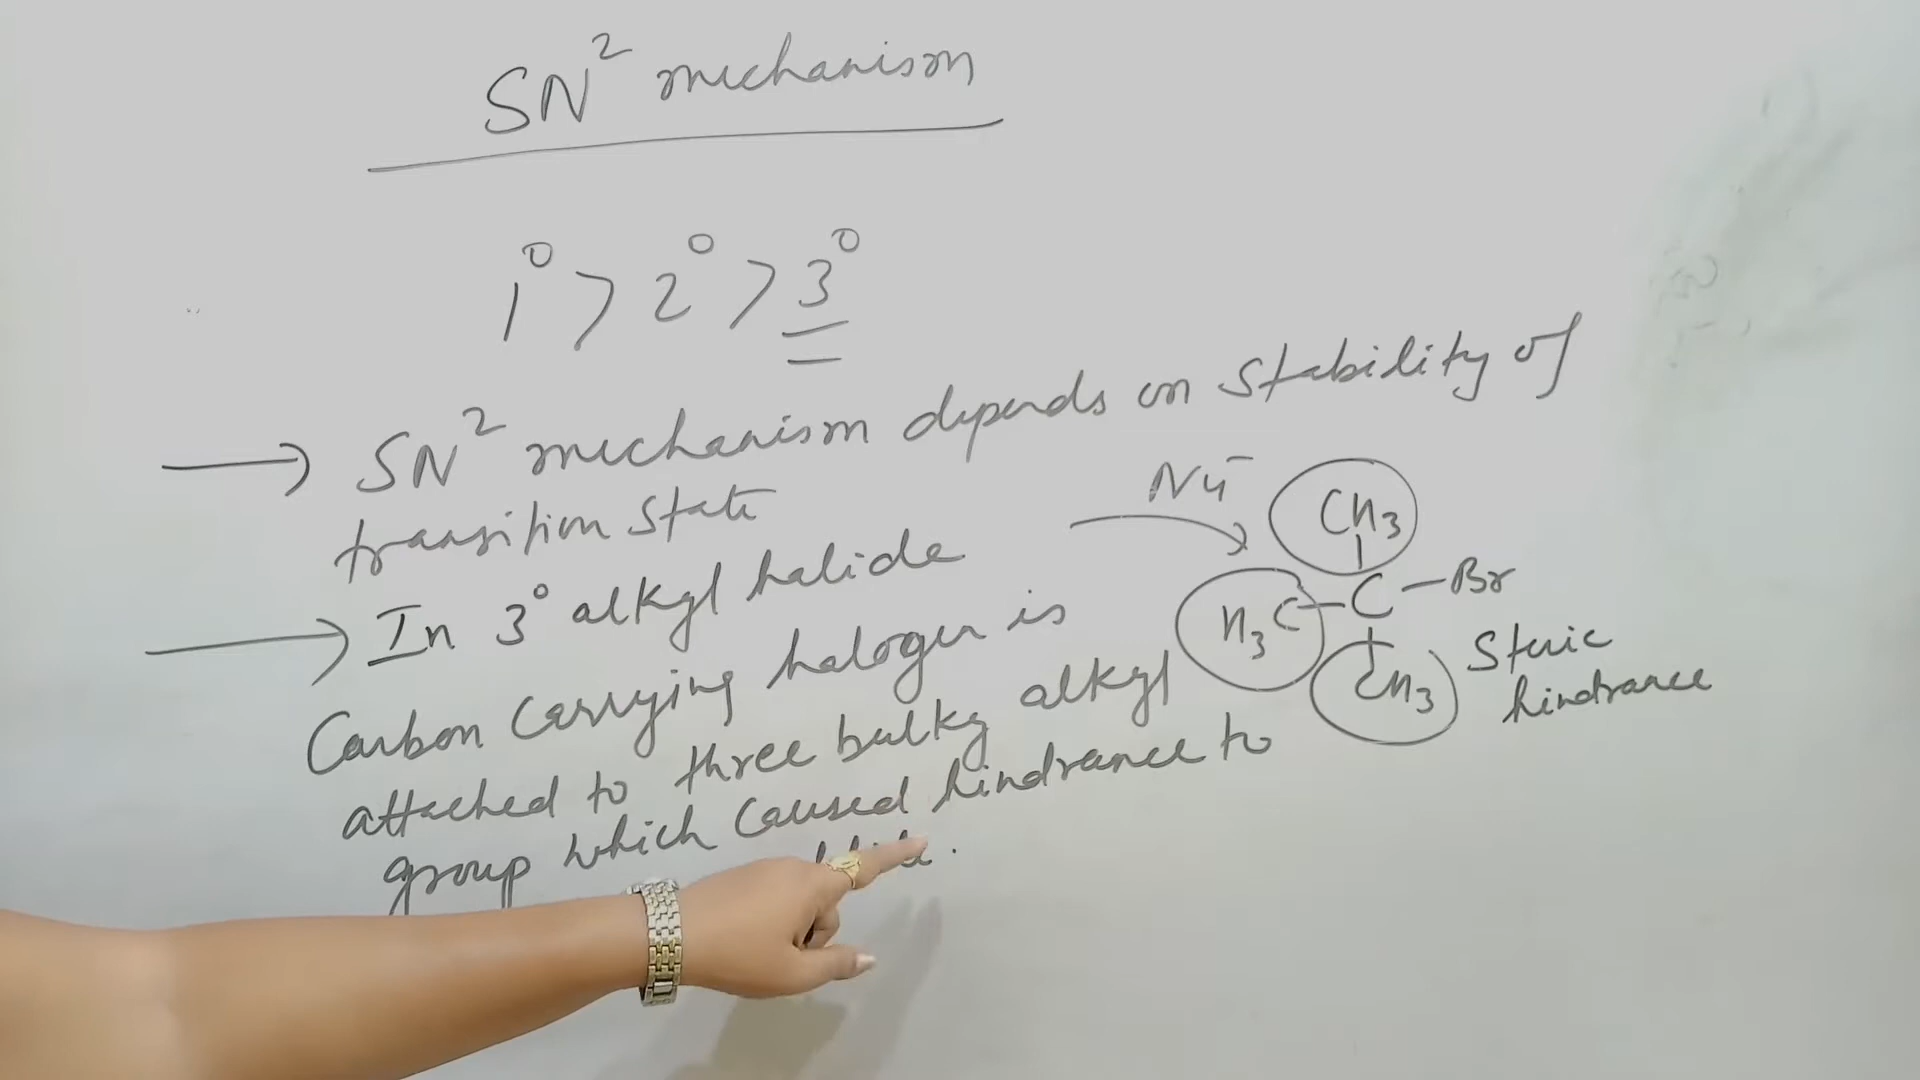 SN² mechanism
1° > 2° > 3°
→ SN² mechanism depends on stability of
transition state
→ In 3° alkyl halide
Carbon carrying halogen is
attached to three bulky alkyl
group which caused hindrance to
Nu⁻
CH₃
H₃C–C–Br
CH₃
Steric
hindrance